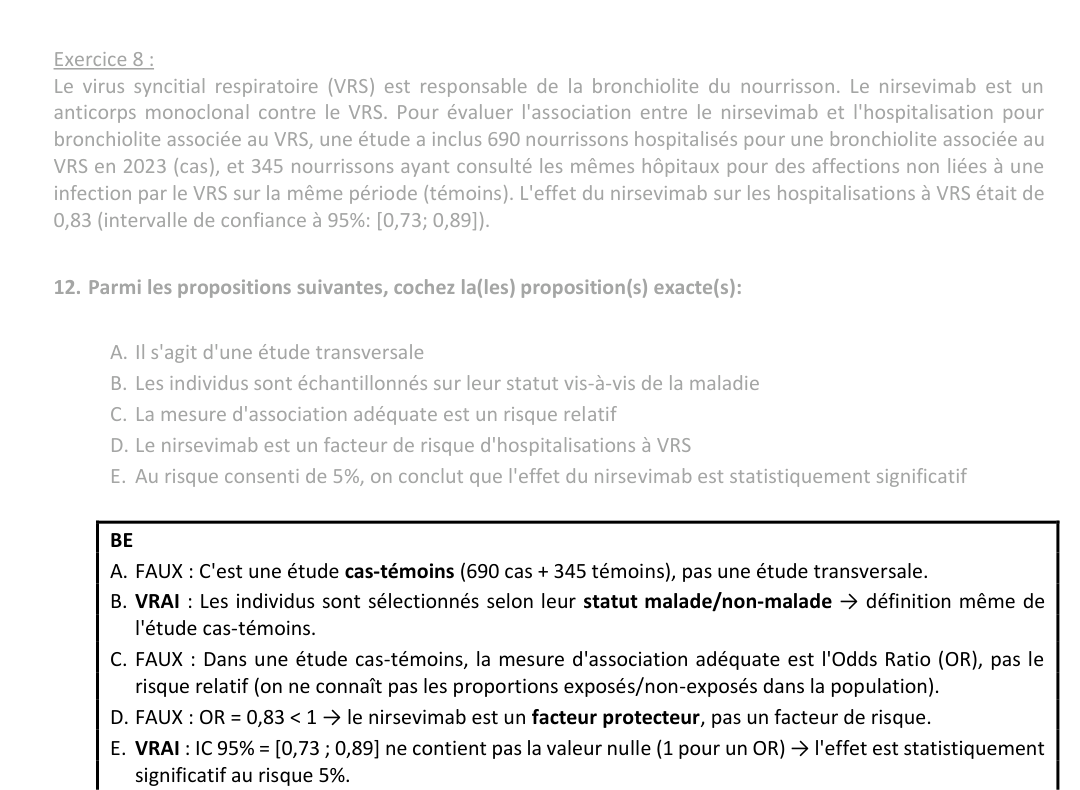 Exercice 8 :
Le virus syncitial respiratoire (VRS) est responsable de la bronchiolite du nourrisson. Le nirsevimab est un
anticorps monoclonal contre le VRS. Pour évaluer l'association entre le nirsevimab et l'hospitalisation pour
bronchiolite associée au VRS, une étude a inclus 690 nourrissons hospitalisés pour une bronchiolite associée au
VRS en 2023 (cas), et 345 nourrissons ayant consulté les mêmes hôpitaux pour des affections non liées à une
infection par le VRS sur la même période (témoins). L'effet du nirsevimab sur les hospitalisations à VRS était de
0,83 (intervalle de confiance à 95%: [0,73; 0,89]).
12. Parmi les propositions suivantes, cochez la(les) proposition(s) exacte(s):
A. Il s'agit d'une étude transversale
B. Les individus sont échantillonnés sur leur statut vis-à-vis de la maladie
C. La mesure d'association adéquate est un risque relatif
D. Le nirsevimab est un facteur de risque d'hospitalisations à VRS
E. Au risque consenti de 5%, on conclut que l'effet du nirsevimab est statistiquement significatif
BE
A. FAUX : C'est une étude cas-témoins (690 cas + 345 témoins), pas une étude transversale.
B. VRAI : Les individus sont sélectionnés selon leur statut malade/non-malade → définition même de
l'étude cas-témoins.
C. FAUX : Dans une étude cas-témoins, la mesure d'association adéquate est l'Odds Ratio (OR), pas le
risque relatif (on ne connaît pas les proportions exposés/non-exposés dans la population).
D. FAUX : OR = 0,83 < 1 → le nirsevimab est un facteur protecteur, pas un facteur de risque.
E. VRAI : IC 95% = [0,73 ; 0,89] ne contient pas la valeur nulle (1 pour un OR) → l'effet est statistiquement
significatif au risque 5%.